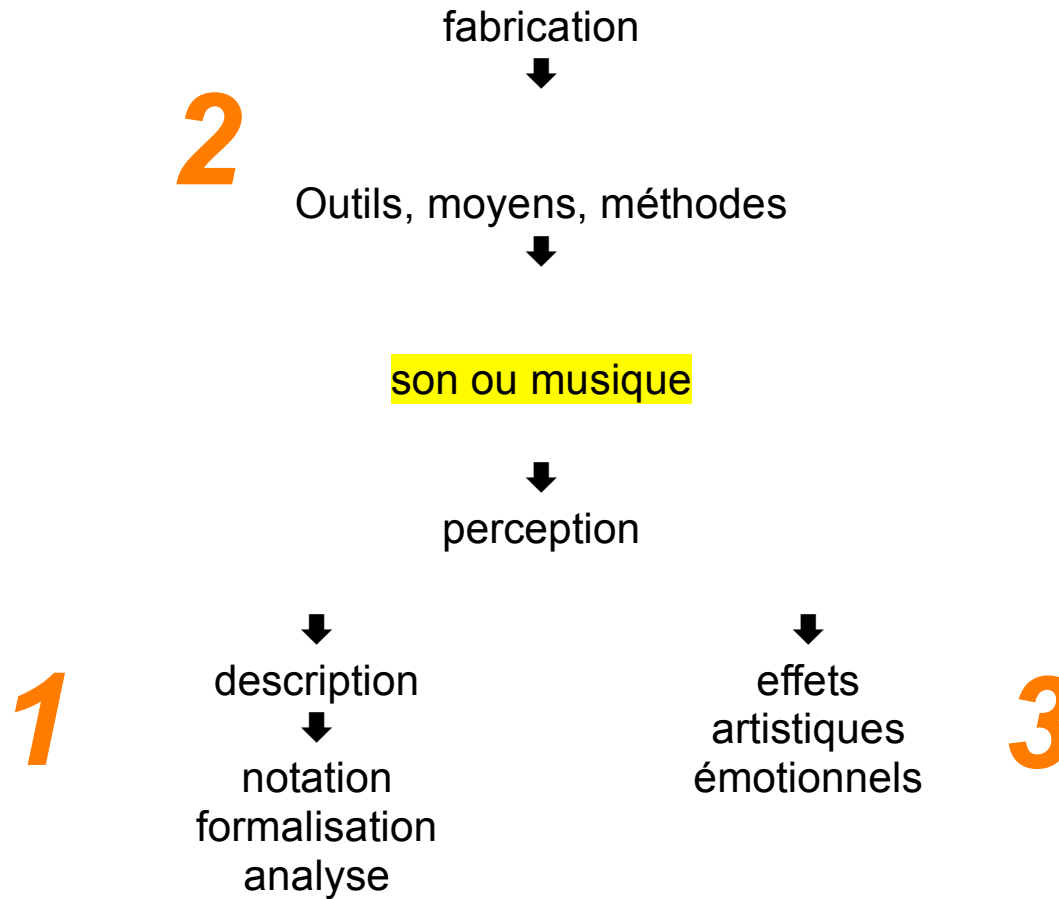 fabrication
2
Outils, moyens, méthodes
son ou musique
perception
1
description
notation
formalisation
analyse
effets
artistiques
émotionnels
3